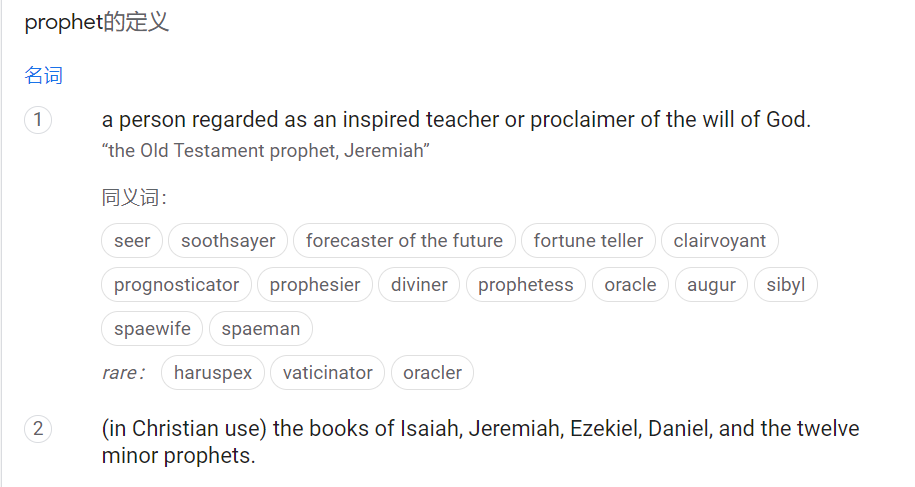 prophet的定义
名词
1 a person regarded as an inspired teacher or proclaimer of the will of God.
“the Old Testament prophet, Jeremiah”
同义词：
seer soothsayer forecaster of the future fortune teller clairvoyant
prognosticator prophesier diviner prophetess oracle augur sibyl
spaewife spaeman
rare： haruspex vaticinator oracler
2 (in Christian use) the books of Isaiah, Jeremiah, Ezekiel, Daniel, and the twelve
minor prophets.